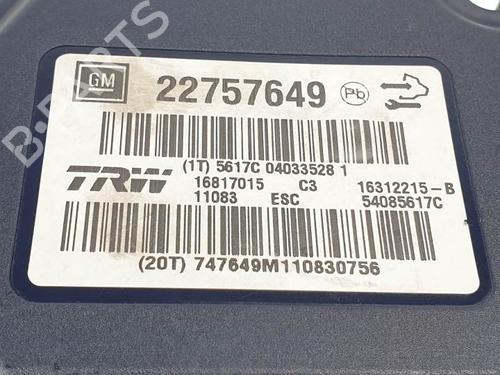 GM 22757649 Pb
(1T) 5617C 04033528 1
TRW 16817015 C3 16312215-B
11083 ESC 54085617C
(20T) 747649M110830756
B-PARTS